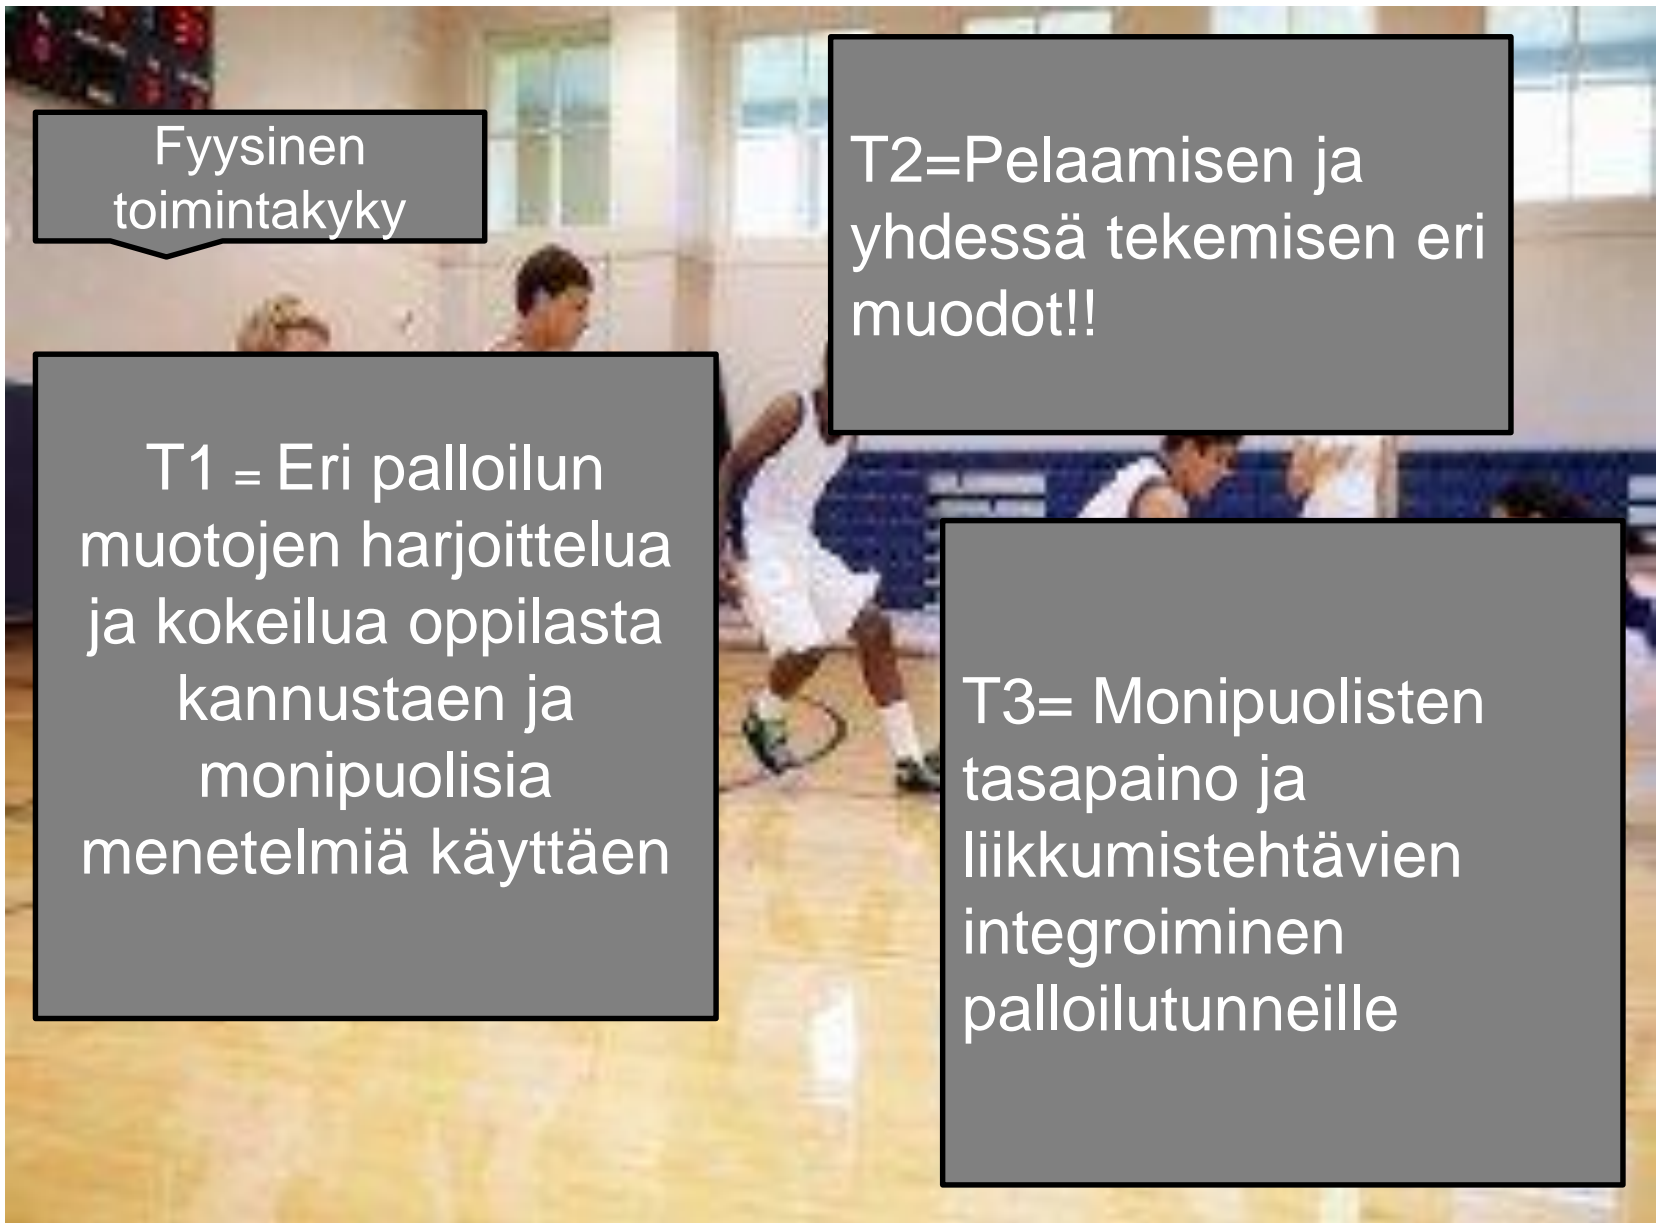 Fyysinen
toimintakyky
T1 = Eri palloilun
muotojen harjoittelua
ja kokeilua oppilasta
kannustaen ja
monipuolisia
menetelmiä käyttäen
T2=Pelaamisen ja
yhdessä tekemisen eri
muodot!!
T3= Monipuolisten
tasapaino ja
liikkumistehtävien
integroiminen
palloilutunneille